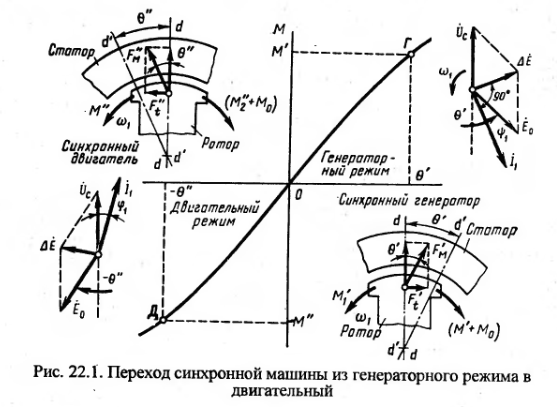 θ″
d′
d
Статор
F″м
θ″
M″
ω₁
F″t
(M″₂+M₀)
Синхронный
двигатель
Ротор
d
d′
M
M′
Г
U̇с
ΔĖ
ω₁
90°
θ′
φ₁
Ė₀
İ₁
Генератор-
ный режим
θ′
0
-θ″
Двигательный
режим
U̇с
İ₁
φ₁
ΔĖ
-θ″
Ė₀
Д
M″
Синхронный генератор
d
θ′
d′
Статор
θ′
F′м
M₁′
F′t
ω₁
Ротор
(M′+M₀)
d′
d
Рис. 22.1. Переход синхронной машины из генераторного режима в
двигательный